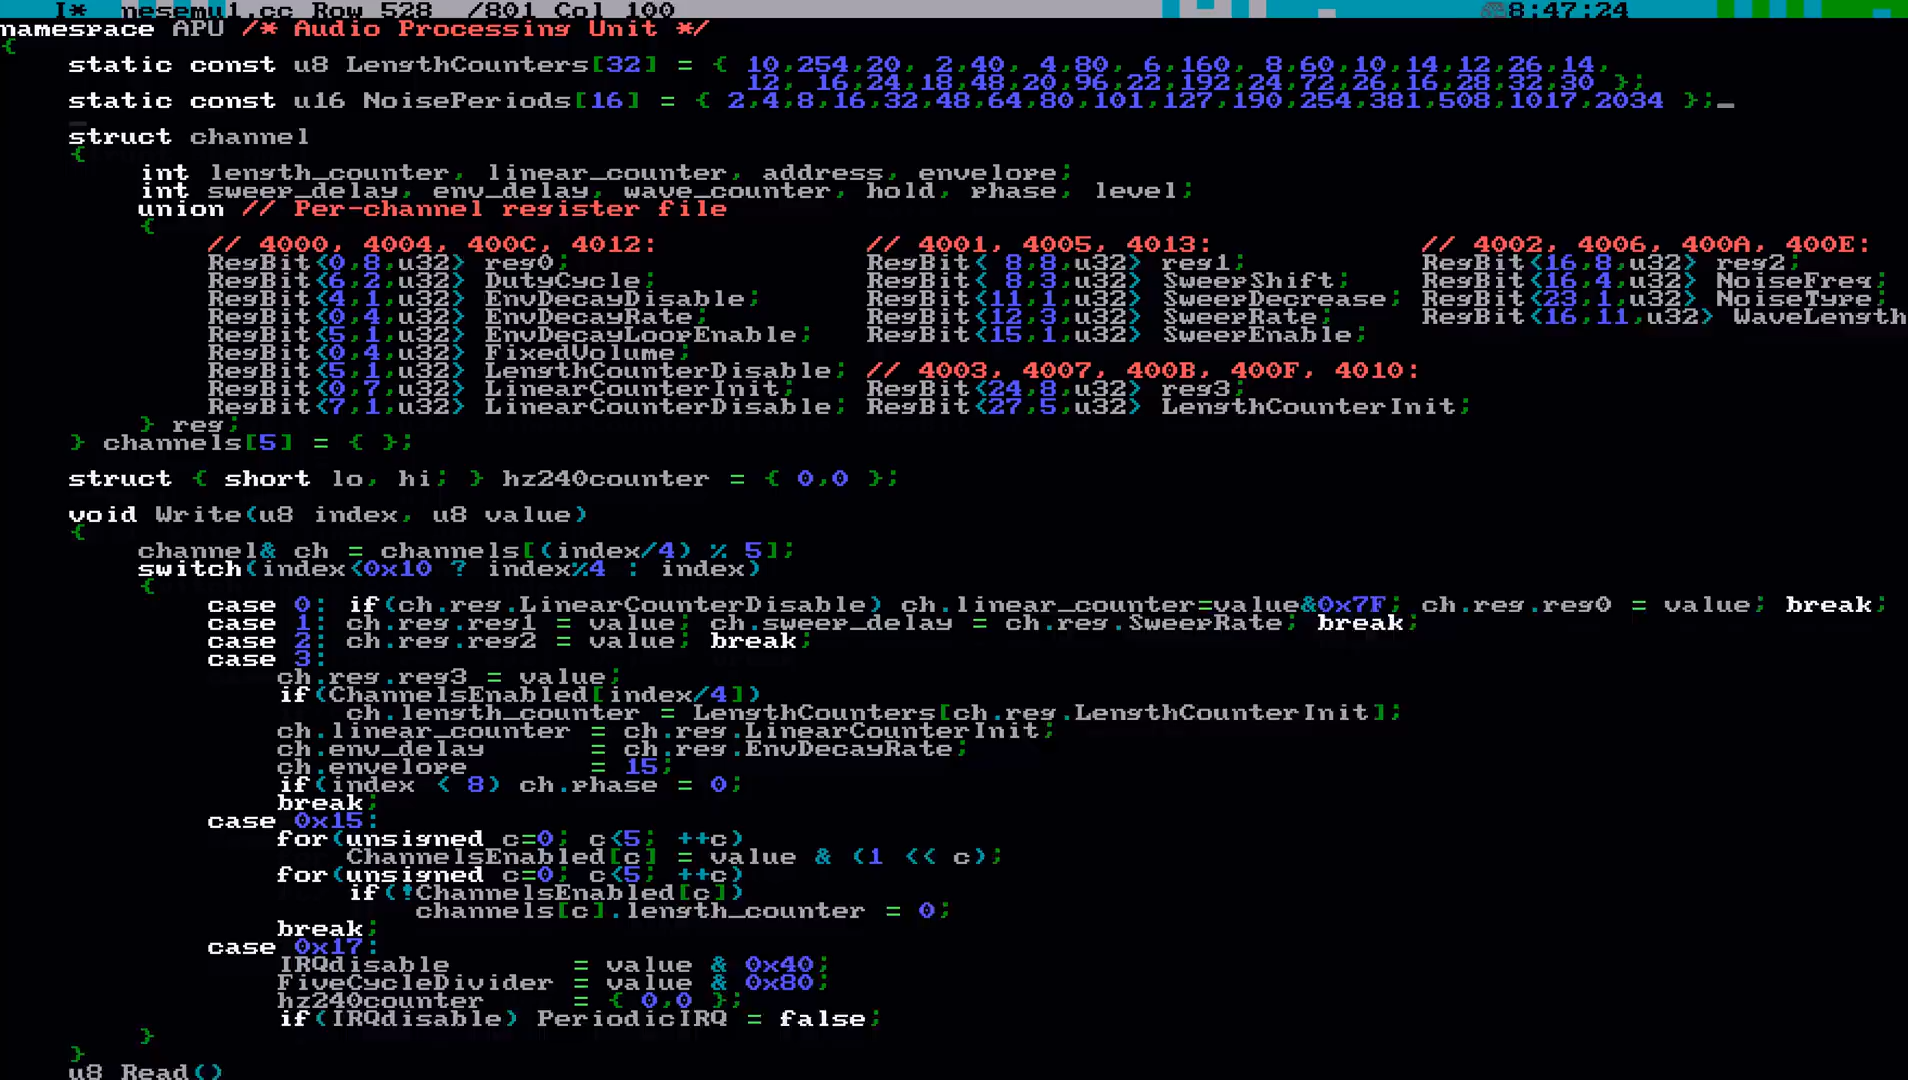 I*  nesemu1.cc Row 528  /801 Col 100 8:47:24
namespace APU /* Audio Processing Unit */
{
    static const u8 LengthCounters[32] = { 10,254,20, 2,40, 4,80, 6,160, 8,60,10,14,12,26,14,
                                           12, 16,24,18,48,20,96,22,192,24,72,26,16,28,32,30 };
    static const u16 NoisePeriods[16] = { 2,4,8,16,32,48,64,80,101,127,190,254,381,508,1017,2034 };_
    struct channel
    {
        int length_counter, linear_counter, address, envelope;
        int sweep_delay, env_delay, wave_counter, hold, phase, level;
        union // Per-channel register file
        {
            // 4000, 4004, 400C, 4012:            // 4001, 4005, 4013:            // 4002, 4006, 400A, 400E:
            RegBit<0,8,u32> reg0;                 RegBit< 8,8,u32> reg1;          RegBit<16,8,u32> reg2;
            RegBit<6,2,u32> DutyCycle;            RegBit< 8,3,u32> SweepShift;    RegBit<16,4,u32> NoiseFreq;
            RegBit<4,1,u32> EnvDecayDisable;      RegBit<11,1,u32> SweepDecrease; RegBit<23,1,u32> NoiseType;
            RegBit<0,4,u32> EnvDecayRate;         RegBit<12,3,u32> SweepRate;     RegBit<16,11,u32> WaveLength
            RegBit<5,1,u32> EnvDecayLoopEnable;   RegBit<15,1,u32> SweepEnable;
            RegBit<0,4,u32> FixedVolume;
            RegBit<5,1,u32> LengthCounterDisable; // 4003, 4007, 400B, 400F, 4010:
            RegBit<0,7,u32> LinearCounterInit;    RegBit<24,8,u32> reg3;
            RegBit<7,1,u32> LinearCounterDisable; RegBit<27,5,u32> LengthCounterInit;
        } reg;
    } channels[5] = { };
    struct { short lo, hi; } hz240counter = { 0,0 };
    void Write(u8 index, u8 value)
    {
        channel& ch = channels[(index/4) % 5];
        switch(index<0x10 ? index%4 : index)
        {
            case 0: if(ch.reg.LinearCounterDisable) ch.linear_counter=value&0x7F; ch.reg.reg0 = value; break;
            case 1: ch.reg.reg1 = value; ch.sweep_delay = ch.reg.SweepRate; break;
            case 2: ch.reg.reg2 = value; break;
            case 3:
                ch.reg.reg3 = value;
                if(ChannelsEnabled[index/4])
                    ch.length_counter = LengthCounters[ch.reg.LengthCounterInit];
                ch.linear_counter = ch.reg.LinearCounterInit;
                ch.env_delay      = ch.reg.EnvDecayRate;
                ch.envelope       = 15;
                if(index < 8) ch.phase = 0;
                break;
            case 0x15:
                for(unsigned c=0; c<5; ++c)
                    ChannelsEnabled[c] = value & (1 << c);
                for(unsigned c=0; c<5; ++c)
                    if(!ChannelsEnabled[c])
                        channels[c].length_counter = 0;
                break;
            case 0x17:
                IRQdisable       = value & 0x40;
                FiveCycleDivider = value & 0x80;
                hz240counter     = { 0,0 };
                if(IRQdisable) PeriodicIRQ = false;
        }
    }
    u8 Read()